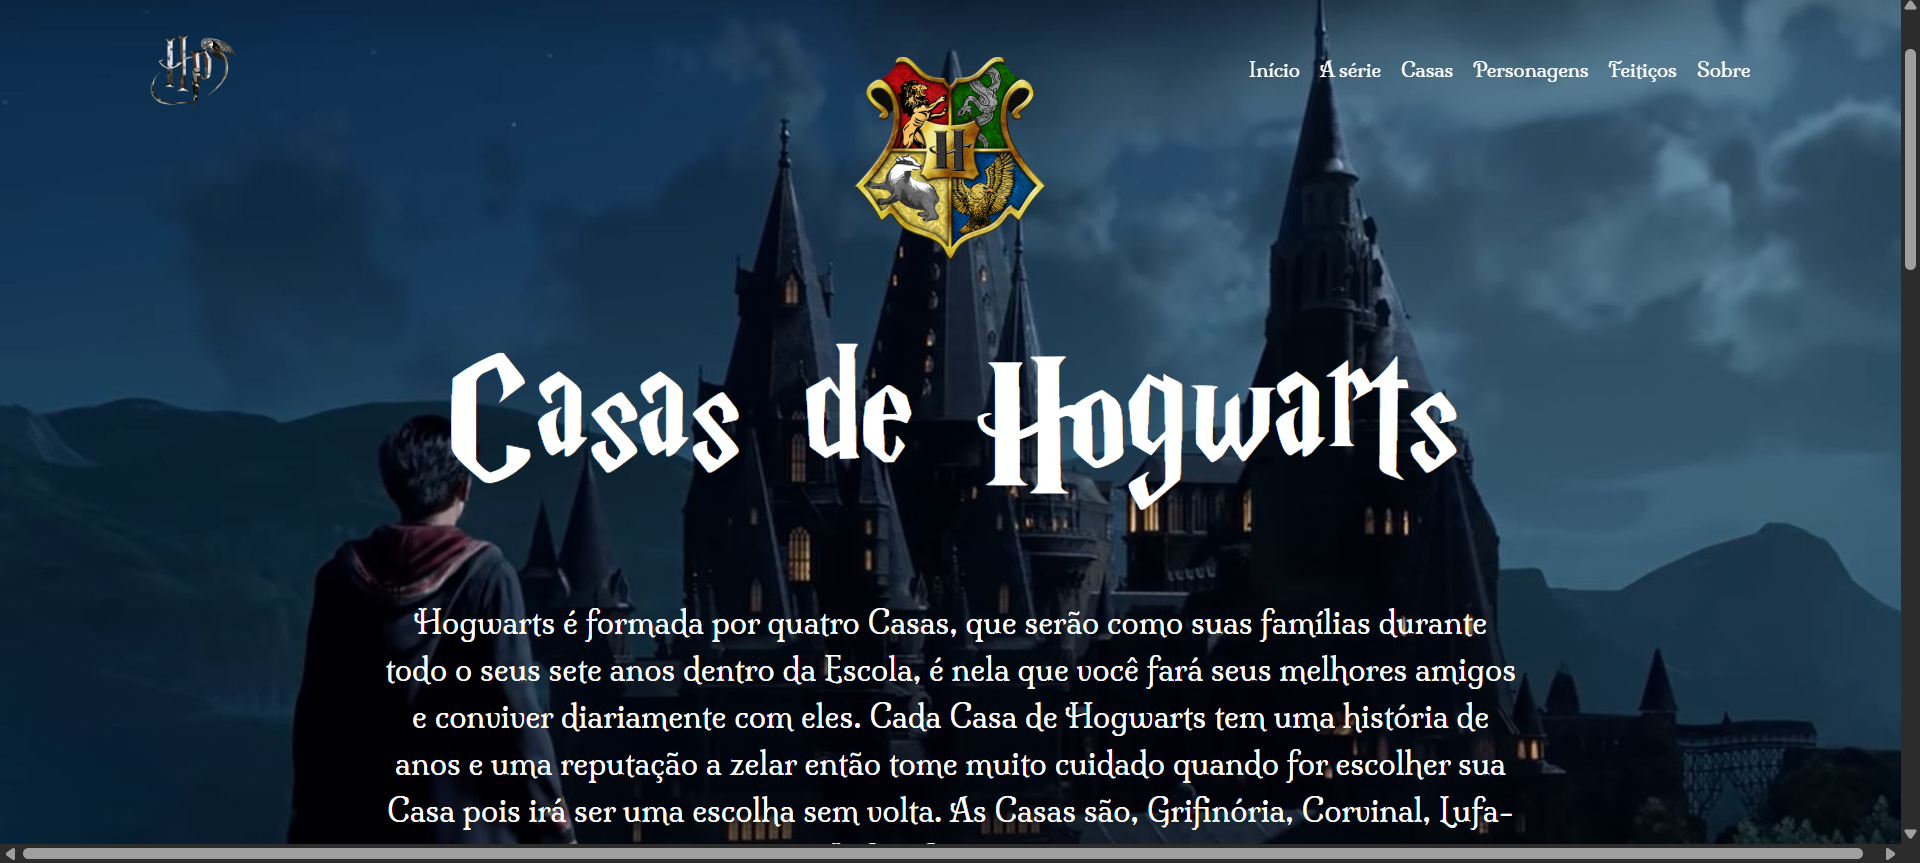 HP
Início A série Casas Personagens Feitiços Sobre
H
Casas de Hogwarts
Hogwarts é formada por quatro Casas, que serão como suas famílias durante
todo o seus sete anos dentro da Escola, é nela que você fará seus melhores amigos
e conviver diariamente com eles. Cada Casa de Hogwarts tem uma história de
anos e uma reputação a zelar então tome muito cuidado quando for escolher sua
Casa pois irá ser uma escolha sem volta. As Casas são, Grifinória, Corvinal, Lufa-